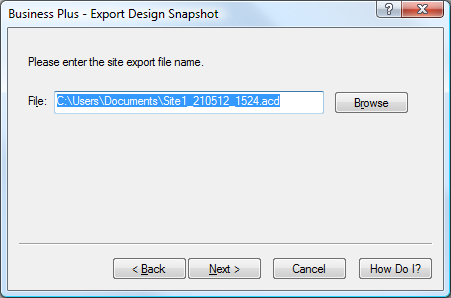 Business Plus - Export Design Snapshot
Please enter the site export file name.
File: C:\Users\Documents\Site1_210512_1524.acd Browse
< Back Next > Cancel How Do I?